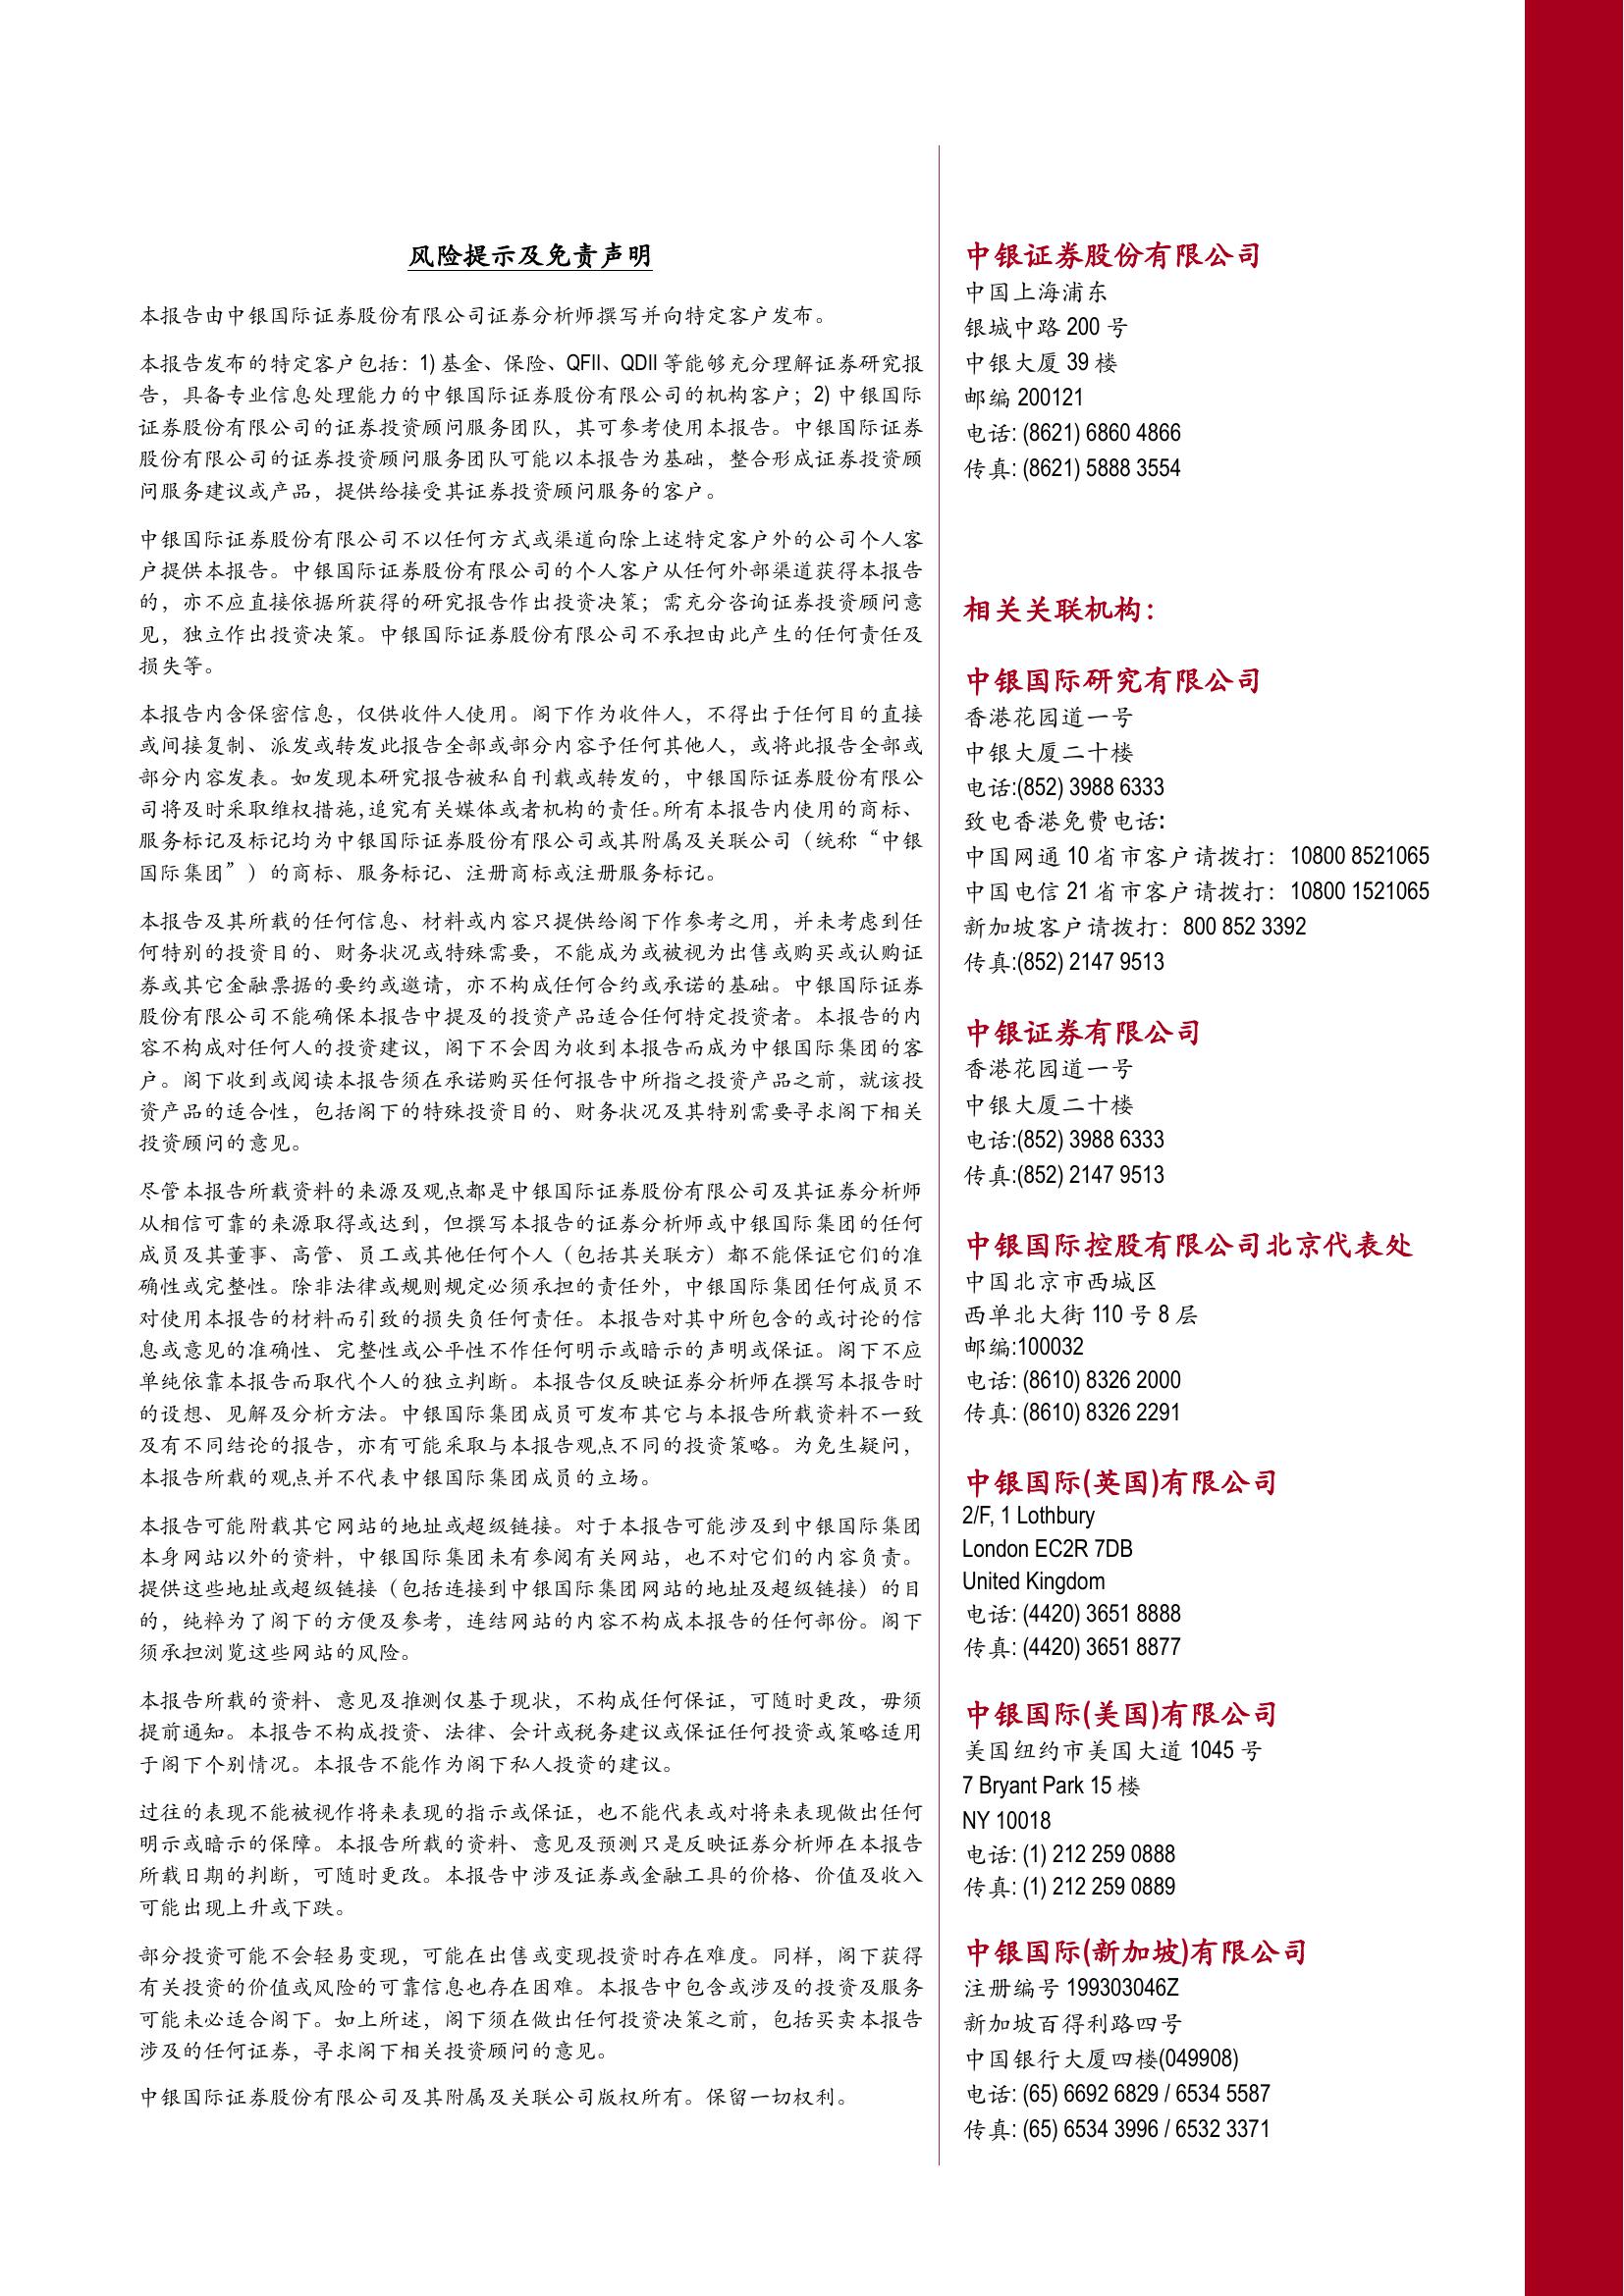 风险提示及免责声明
本报告由中银国际证券股份有限公司证券分析师撰写并向特定客户发布。
本报告发布的特定客户包括：1) 基金、保险、QFII、QDII 等能够充分理解证券研究报
告，具备专业信息处理能力的中银国际证券股份有限公司的机构客户；2) 中银国际
证券股份有限公司的证券投资顾问服务团队，其可参考使用本报告。中银国际证券
股份有限公司的证券投资顾问服务团队可能以本报告为基础，整合形成证券投资顾
问服务建议或产品，提供给接受其证券投资顾问服务的客户。
中银国际证券股份有限公司不以任何方式或渠道向除上述特定客户外的公司个人客
户提供本报告。中银国际证券股份有限公司的个人客户从任何外部渠道获得本报告
的，亦不应直接依据所获得的研究报告作出投资决策；需充分咨询证券投资顾问意
见，独立作出投资决策。中银国际证券股份有限公司不承担由此产生的任何责任及
损失等。
本报告内含保密信息，仅供收件人使用。阁下作为收件人，不得出于任何目的直接
或间接复制、派发或转发此报告全部或部分内容予任何其他人，或将此报告全部或
部分内容发表。如发现本研究报告被私自刊载或转发的，中银国际证券股份有限公
司将及时采取维权措施，追究有关媒体或者机构的责任。所有本报告内使用的商标、
服务标记及标记均为中银国际证券股份有限公司或其附属及关联公司（统称“中银
国际集团”）的商标、服务标记、注册商标或注册服务标记。
本报告及其所载的任何信息、材料或内容只提供给阁下作参考之用，并未考虑到任
何特别的投资目的、财务状况或特殊需要，不能成为或被视为出售或购买或认购证
券或其它金融票据的要约或邀请，亦不构成任何合约或承诺的基础。中银国际证券
股份有限公司不能确保本报告中提及的投资产品适合任何特定投资者。本报告的内
容不构成对任何人的投资建议，阁下不会因为收到本报告而成为中银国际集团的客
户。阁下收到或阅读本报告须在承诺购买任何报告中所指之投资产品之前，就该投
资产品的适合性，包括阁下的特殊投资目的、财务状况及其特别需要寻求阁下相关
投资顾问的意见。
尽管本报告所载资料的来源及观点都是中银国际证券股份有限公司及其证券分析师
从相信可靠的来源取得或达到，但撰写本报告的证券分析师或中银国际集团的任何
成员及其董事、高管、员工或其他任何个人（包括其关联方）都不能保证它们的准
确性或完整性。除非法律或规则规定必须承担的责任外，中银国际集团任何成员不
对使用本报告的材料而引致的损失负任何责任。本报告对其中所包含的或讨论的信
息或意见的准确性、完整性或公平性不作任何明示或暗示的声明或保证。阁下不应
单纯依靠本报告而取代个人的独立判断。本报告仅反映证券分析师在撰写本报告时
的设想、见解及分析方法。中银国际集团成员可发布其它与本报告所载资料不一致
及有不同结论的报告，亦有可能采取与本报告观点不同的投资策略。为免生疑问，
本报告所载的观点并不代表中银国际集团成员的立场。
本报告可能附载其它网站的地址或超级链接。对于本报告可能涉及到中银国际集团
本身网站以外的资料，中银国际集团未有参阅有关网站，也不对它们的内容负责。
提供这些地址或超级链接（包括连接到中银国际集团网站的地址及超级链接）的目
的，纯粹为了阁下的方便及参考，连结网站的内容不构成本报告的任何部份。阁下
须承担浏览这些网站的风险。
本报告所载的资料、意见及推测仅基于现状，不构成任何保证，可随时更改，毋须
提前通知。本报告不构成投资、法律、会计或税务建议或保证任何投资或策略适用
于阁下个别情况。本报告不能作为阁下私人投资的建议。
过往的表现不能被视作将来表现的指示或保证，也不能代表或对将来表现做出任何
明示或暗示的保障。本报告所载的资料、意见及预测只是反映证券分析师在本报告
所载日期的判断，可随时更改。本报告中涉及证券或金融工具的价格、价值及收入
可能出现上升或下跌。
部分投资可能不会轻易变现，可能在出售或变现投资时存在难度。同样，阁下获得
有关投资的价值或风险的可靠信息也存在困难。本报告中包含或涉及的投资及服务
可能未必适合阁下。如上所述，阁下须在做出任何投资决策之前，包括买卖本报告
涉及的任何证券，寻求阁下相关投资顾问的意见。
中银国际证券股份有限公司及其附属及关联公司版权所有。保留一切权利。
中银证券股份有限公司
中国上海浦东
银城中路 200 号
中银大厦 39 楼
邮编 200121
电话: (8621) 6860 4866
传真: (8621) 5888 3554
相关关联机构：
中银国际研究有限公司
香港花园道一号
中银大厦二十楼
电话:(852) 3988 6333
致电香港免费电话:
中国网通 10 省市客户请拨打：10800 8521065
中国电信 21 省市客户请拨打：10800 1521065
新加坡客户请拨打：800 852 3392
传真:(852) 2147 9513
中银证券有限公司
香港花园道一号
中银大厦二十楼
电话:(852) 3988 6333
传真:(852) 2147 9513
中银国际控股有限公司北京代表处
中国北京市西城区
西单北大街 110 号 8 层
邮编:100032
电话: (8610) 8326 2000
传真: (8610) 8326 2291
中银国际(英国)有限公司
2/F, 1 Lothbury
London EC2R 7DB
United Kingdom
电话: (4420) 3651 8888
传真: (4420) 3651 8877
中银国际(美国)有限公司
美国纽约市美国大道 1045 号
7 Bryant Park 15 楼
NY 10018
电话: (1) 212 259 0888
传真: (1) 212 259 0889
中银国际(新加坡)有限公司
注册编号 199303046Z
新加坡百得利路四号
中国银行大厦四楼(049908)
电话: (65) 6692 6829 / 6534 5587
传真: (65) 6534 3996 / 6532 3371